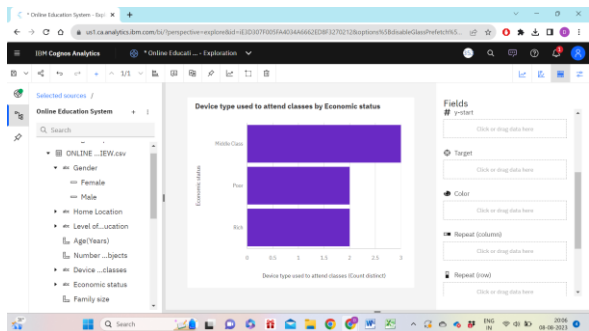 * Online Education System - Expl
us1.ca.analytics.ibm.com/bi/?perspective=explore&id=
IBM Cognos Analytics
* Online Educati ... - Exploration
1/1
Selected sources /
Online Education System
Search
ONLINE ...IEW.csv
Gender
Female
Male
Home Location
Level of...ucation
Age(Years)
Number ...bjects
Device ...classes
Economic status
Family size
Device type used to attend classes by Economic status
Economic status
Middle Class
Poor
Rich
0 0.5 1 1.5 2 2.5 3
Device type used to attend classes (Count distinct)
Fields
# y-start
Click or drag data here
Target
Click or drag data here
Color
Click or drag data here
Repeat (column)
Click or drag data here
Repeat (row)
Click or drag data here
Search
ENG
IN
20:06
08-08-2023